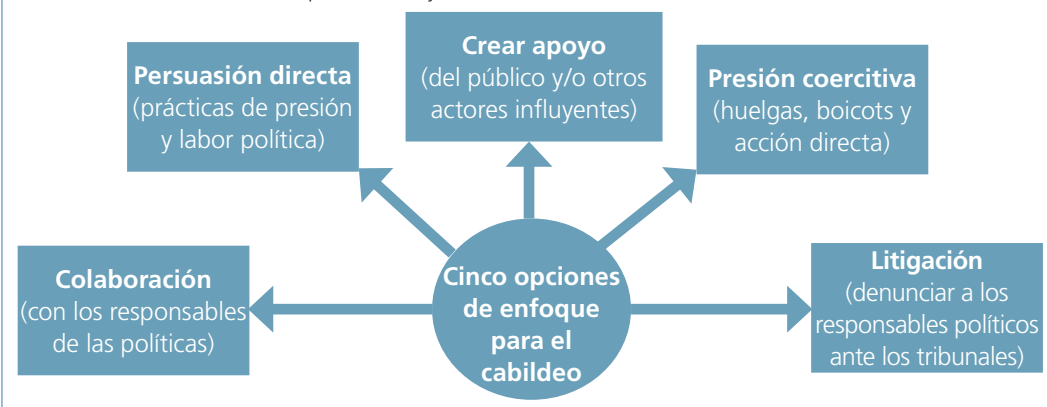 Crear apoyo
(del público y/o otros
actores influyentes)
Persuasión directa
(prácticas de presión
y labor política)
Presión coercitiva
(huelgas, boicots y
acción directa)
Colaboración
(con los responsables
de las políticas)
Cinco opciones
de enfoque
para el
cabildeo
Litigación
(denunciar a los
responsables políticos
ante los tribunales)